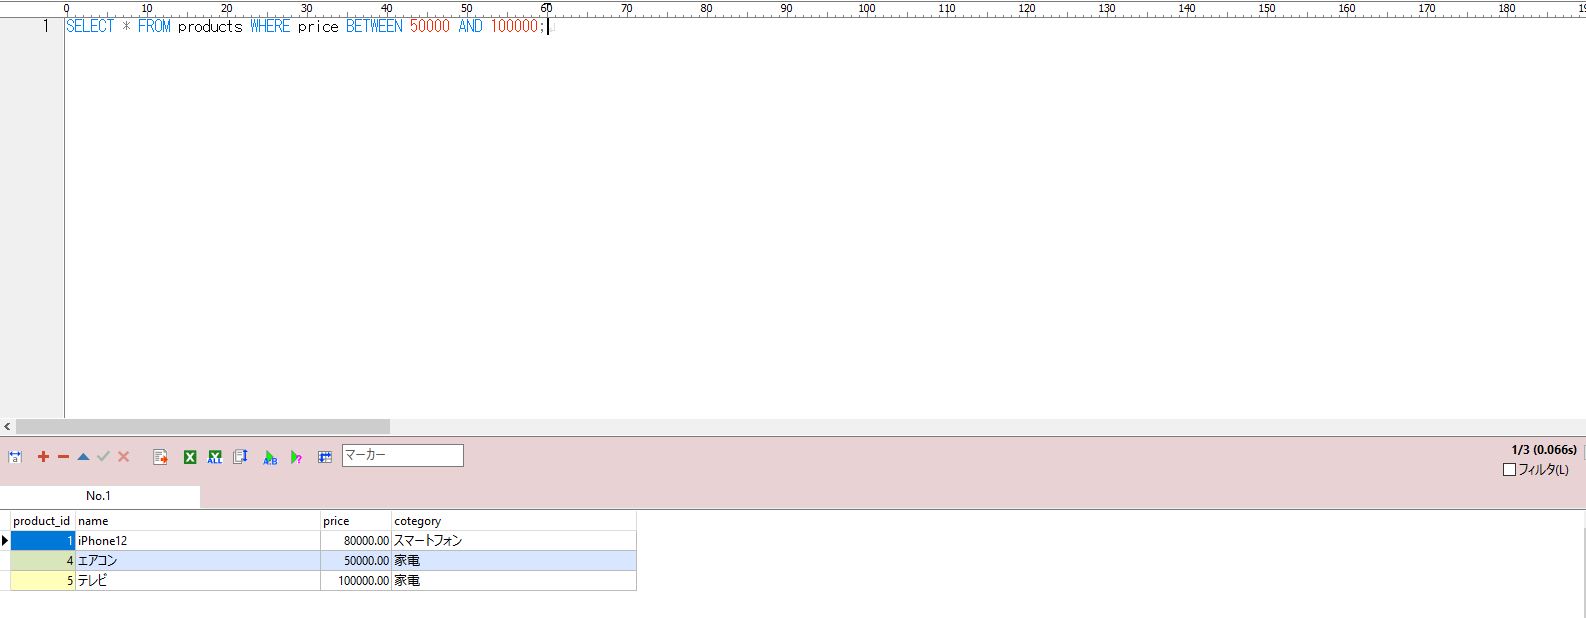 0 10 20 30 40 50 60 70 80 90 100 110 120 130 140 150 160 170 180
1 SELECT * FROM products WHERE price BETWEEN 50000 AND 100000;
マーカー
1/3 (0.066s)
フィルタ(L)
No.1
product_id name price cotegory
1 iPhone12 80000.00 スマートフォン
4 エアコン 50000.00 家電
5 テレビ 100000.00 家電